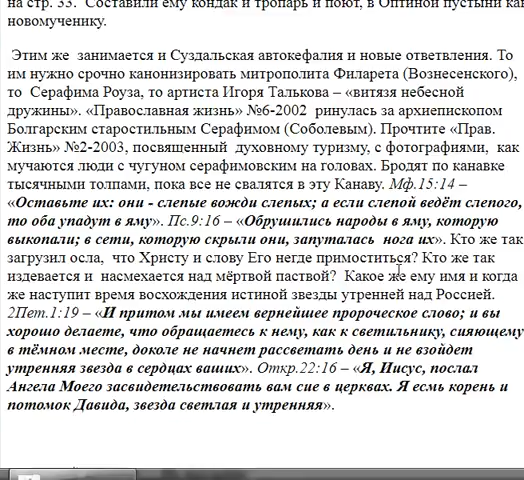 на стр. 33.  Составили ему кондак и тропарь и поют, в Оптиной пустыни как
новомученику.
Этим же  занимается и Суздальская автокефалия и новые ответвления. То
им нужно срочно канонизировать митрополита Филарета (Вознесенского),
то  Серафима Роуза, то артиста Игоря Талькова – «витязя небесной
дружины». «Православная жизнь» №6-2002  ринулась за архиепископом
Болгарским старостильным Серафимом (Соболевым). Прочтите «Прав.
Жизнь» №2-2003, посвященный  духовному туризму, с фотографиями,  как
мучаются люди с чугуном серафимовским на головах. Бродят по канавке
тысячными толпами, пока все не свалятся в эту Канаву. Мф.15:14 –
«Оставьте их: они - слепые вожди слепых; а если слепой ведёт слепого,
то оба упадут в яму». Пс.9:16 – «Обрушились народы в яму, которую
выкопали; в сети, которую скрыли они, запуталась  нога их». Кто же так
загрузил осла,  что Христу и слову Его негде примоститься? Кто же так
издевается и  насмехается над мёртвой паствой?  Какое же ему имя и когда
же наступит время восхождения истиной звезды утренней над Россией.
2Пет.1:19 – «И притом мы имеем вернейшее пророческое слово; и вы
хорошо делаете, что обращаетесь к нему, как к светильнику, сияющему
в тёмном месте, доколе не начнет рассветать день и не взойдет
утренняя звезда в сердцах ваших». Откр.22:16 – «Я, Иисус, послал
Ангела Моего засвидетельствовать вам сие в церквах. Я есмь корень и
потомок Давида, звезда светлая и утренняя».